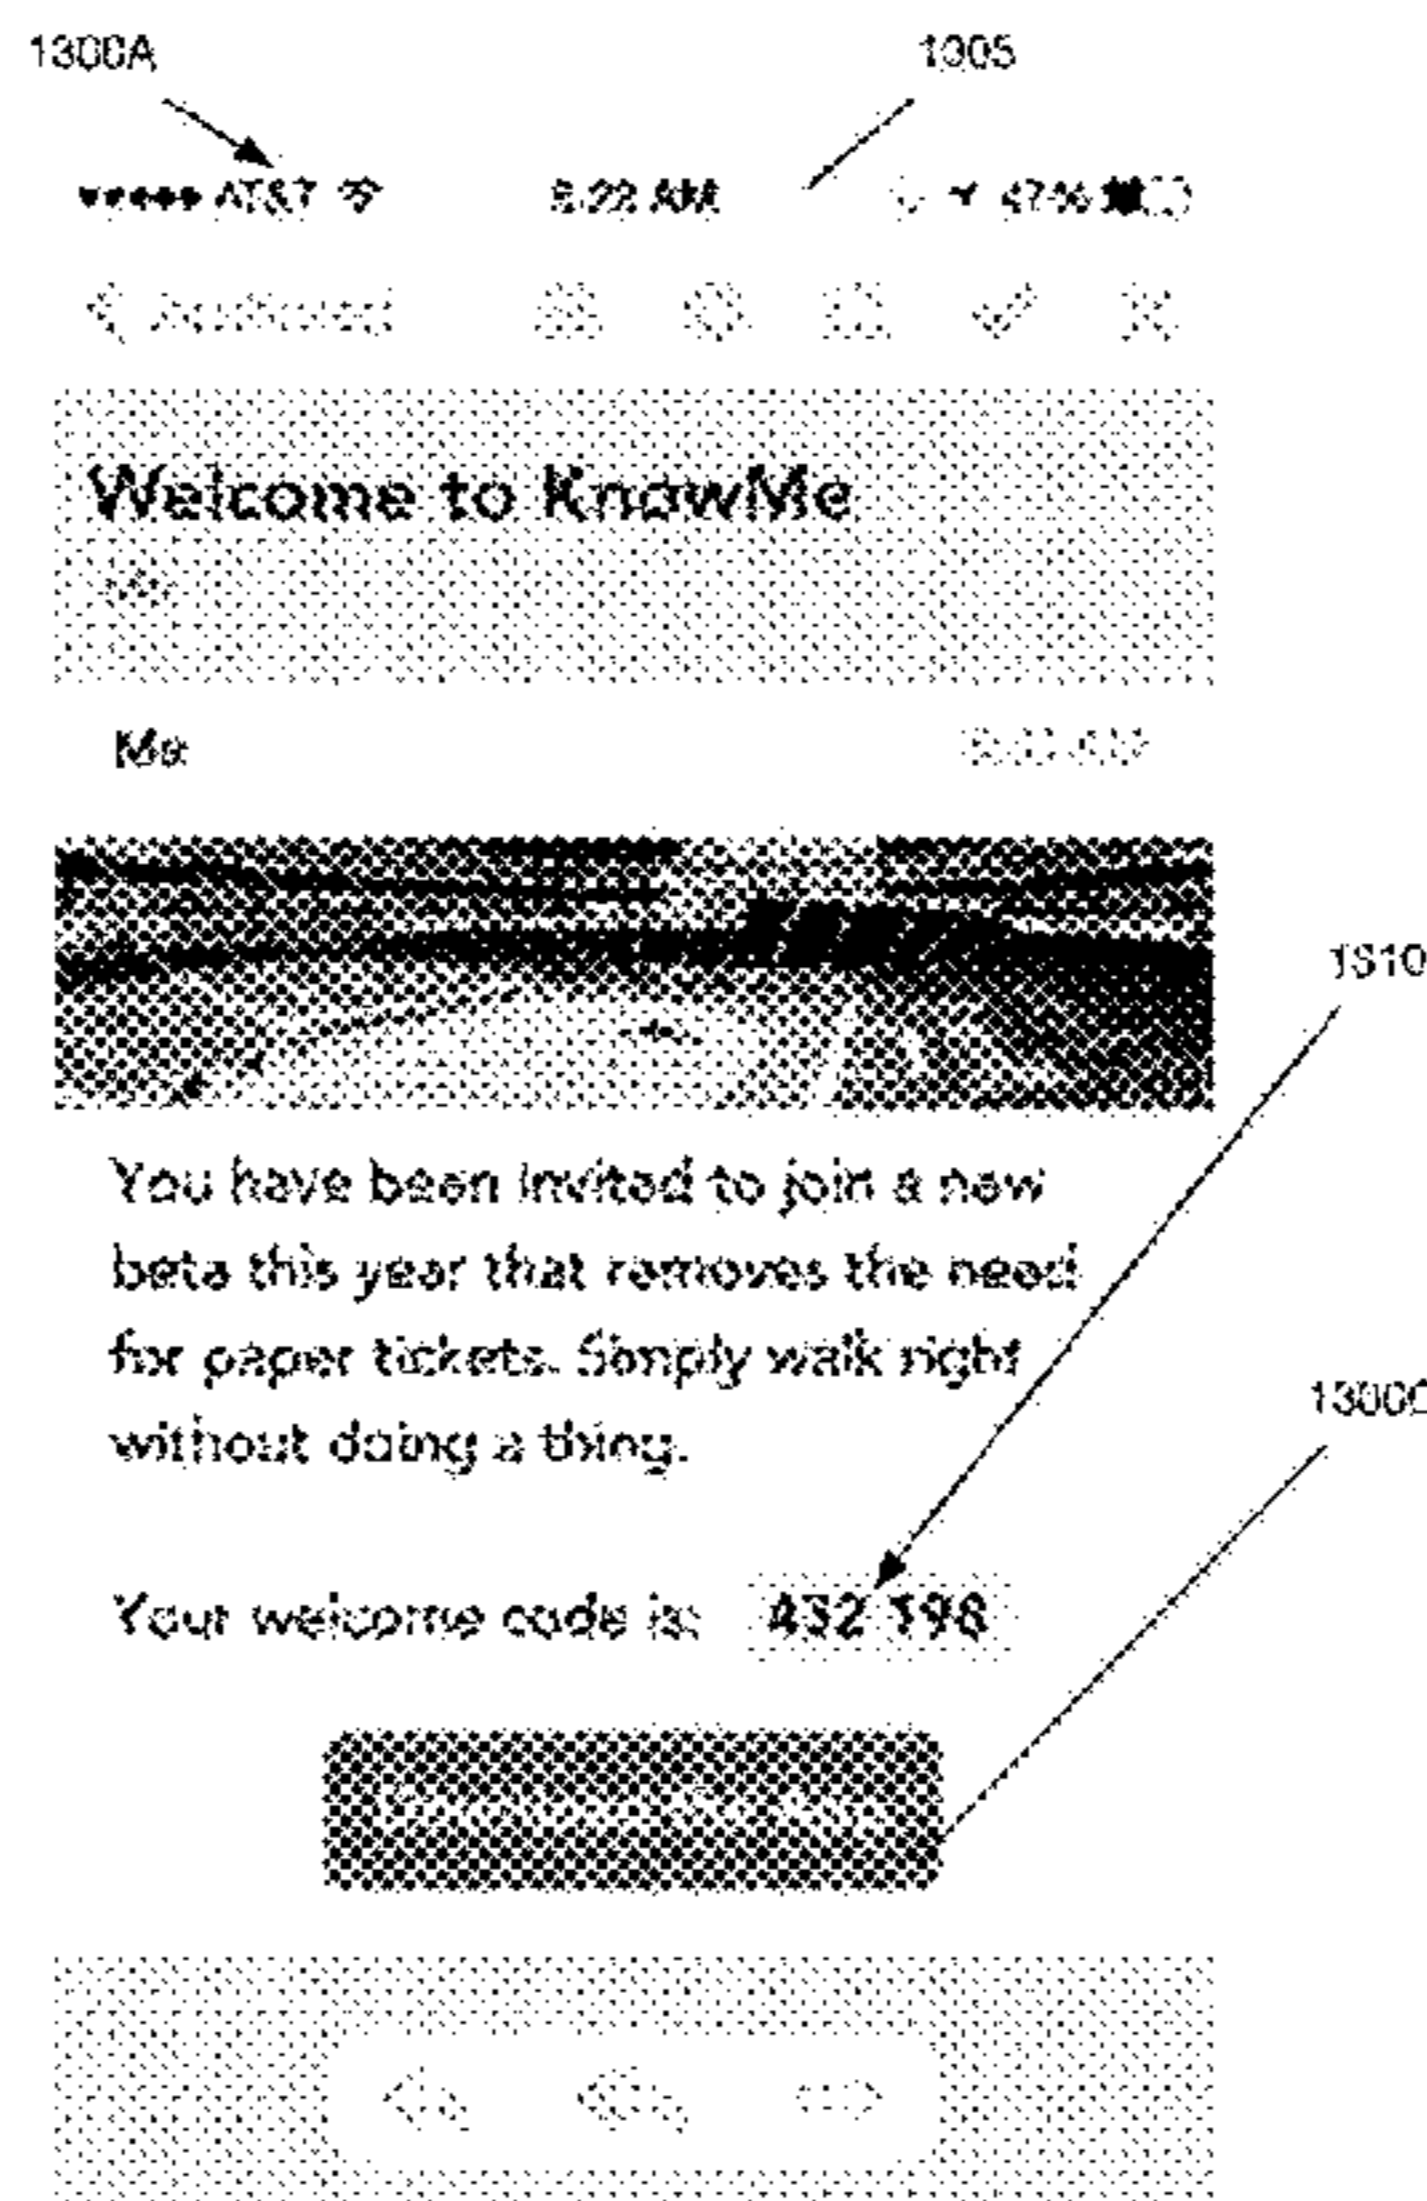 1300A
1305
AT&T 8:22 AM 47%
Welcome to KnowMe
Me
1310
You have been invited to join a new
beta this year that removes the need
for paper tickets. Simply walk right
without doing a thing.
Your welcome code is: 432 198